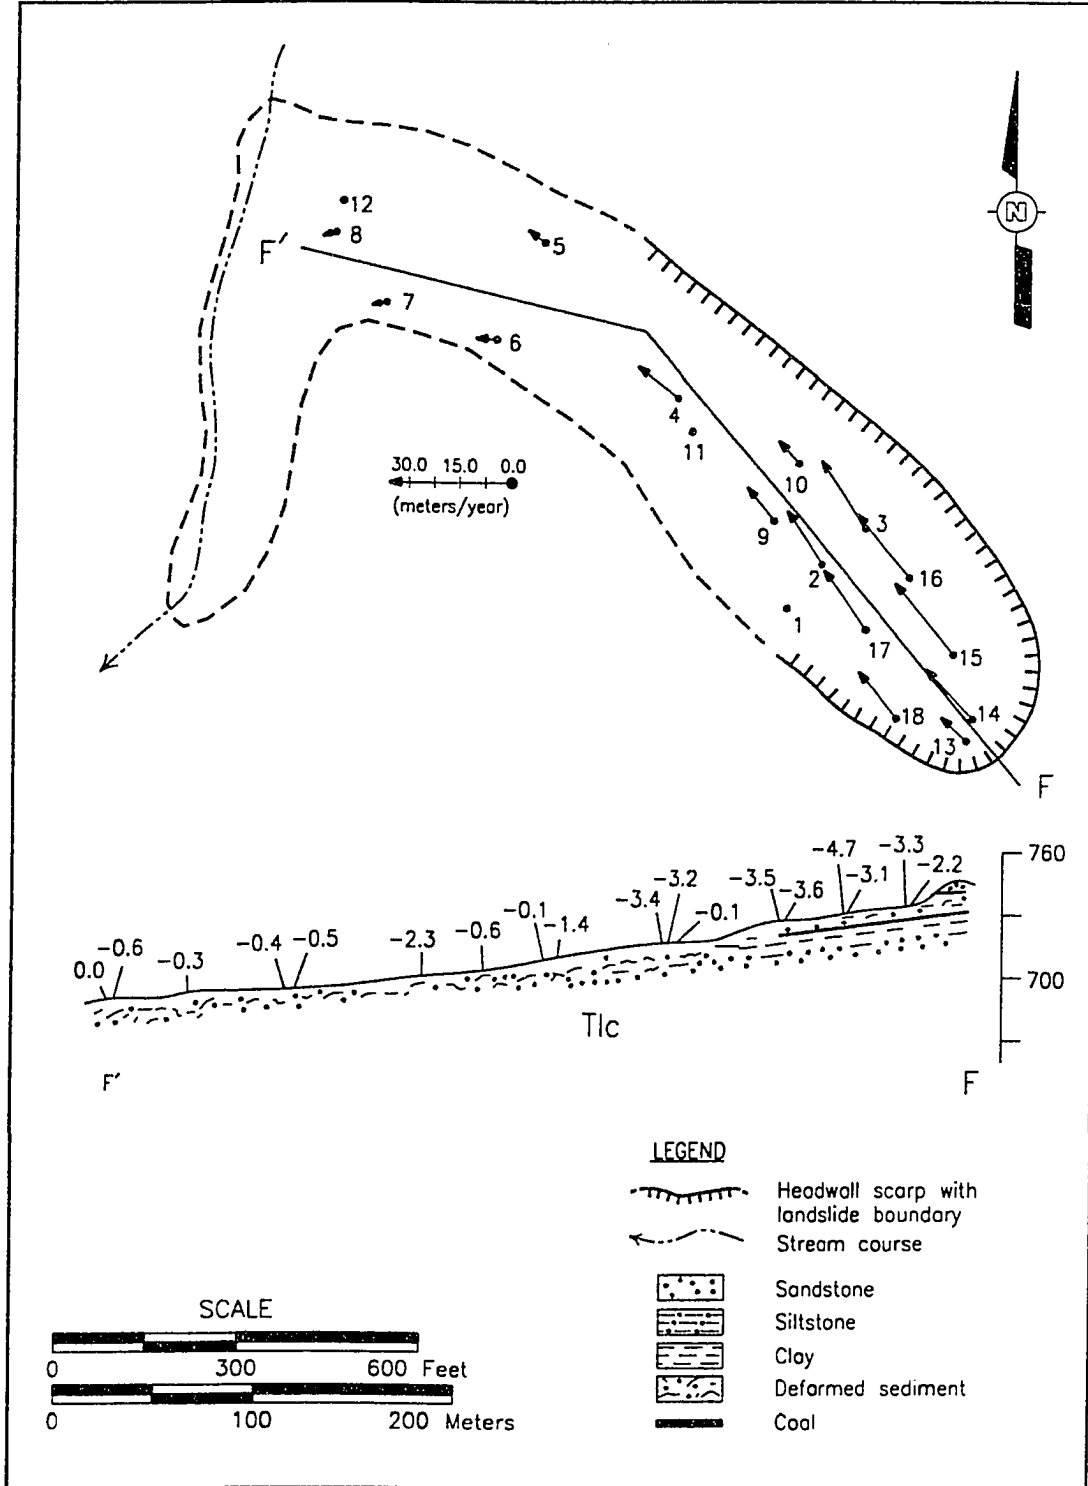 N
12
8
F'
5
7
6
4
11
30.0 15.0 0.0
(meters/year)
10
3
9
2
16
1
17
15
18
14
13
F
-4.7 -3.3
760
-3.5 -3.1 -2.2
-3.2
-3.4 -0.1 -3.6
-0.1
-1.4
-0.4 -0.5 -2.3 -0.6
0.0 -0.6 -0.3
700
Tlc
F' F
LEGEND
Headwall scarp with
landslide boundary
Stream course
Sandstone
Siltstone
Clay
Deformed sediment
Coal
SCALE
0 300 600 Feet
0 100 200 Meters